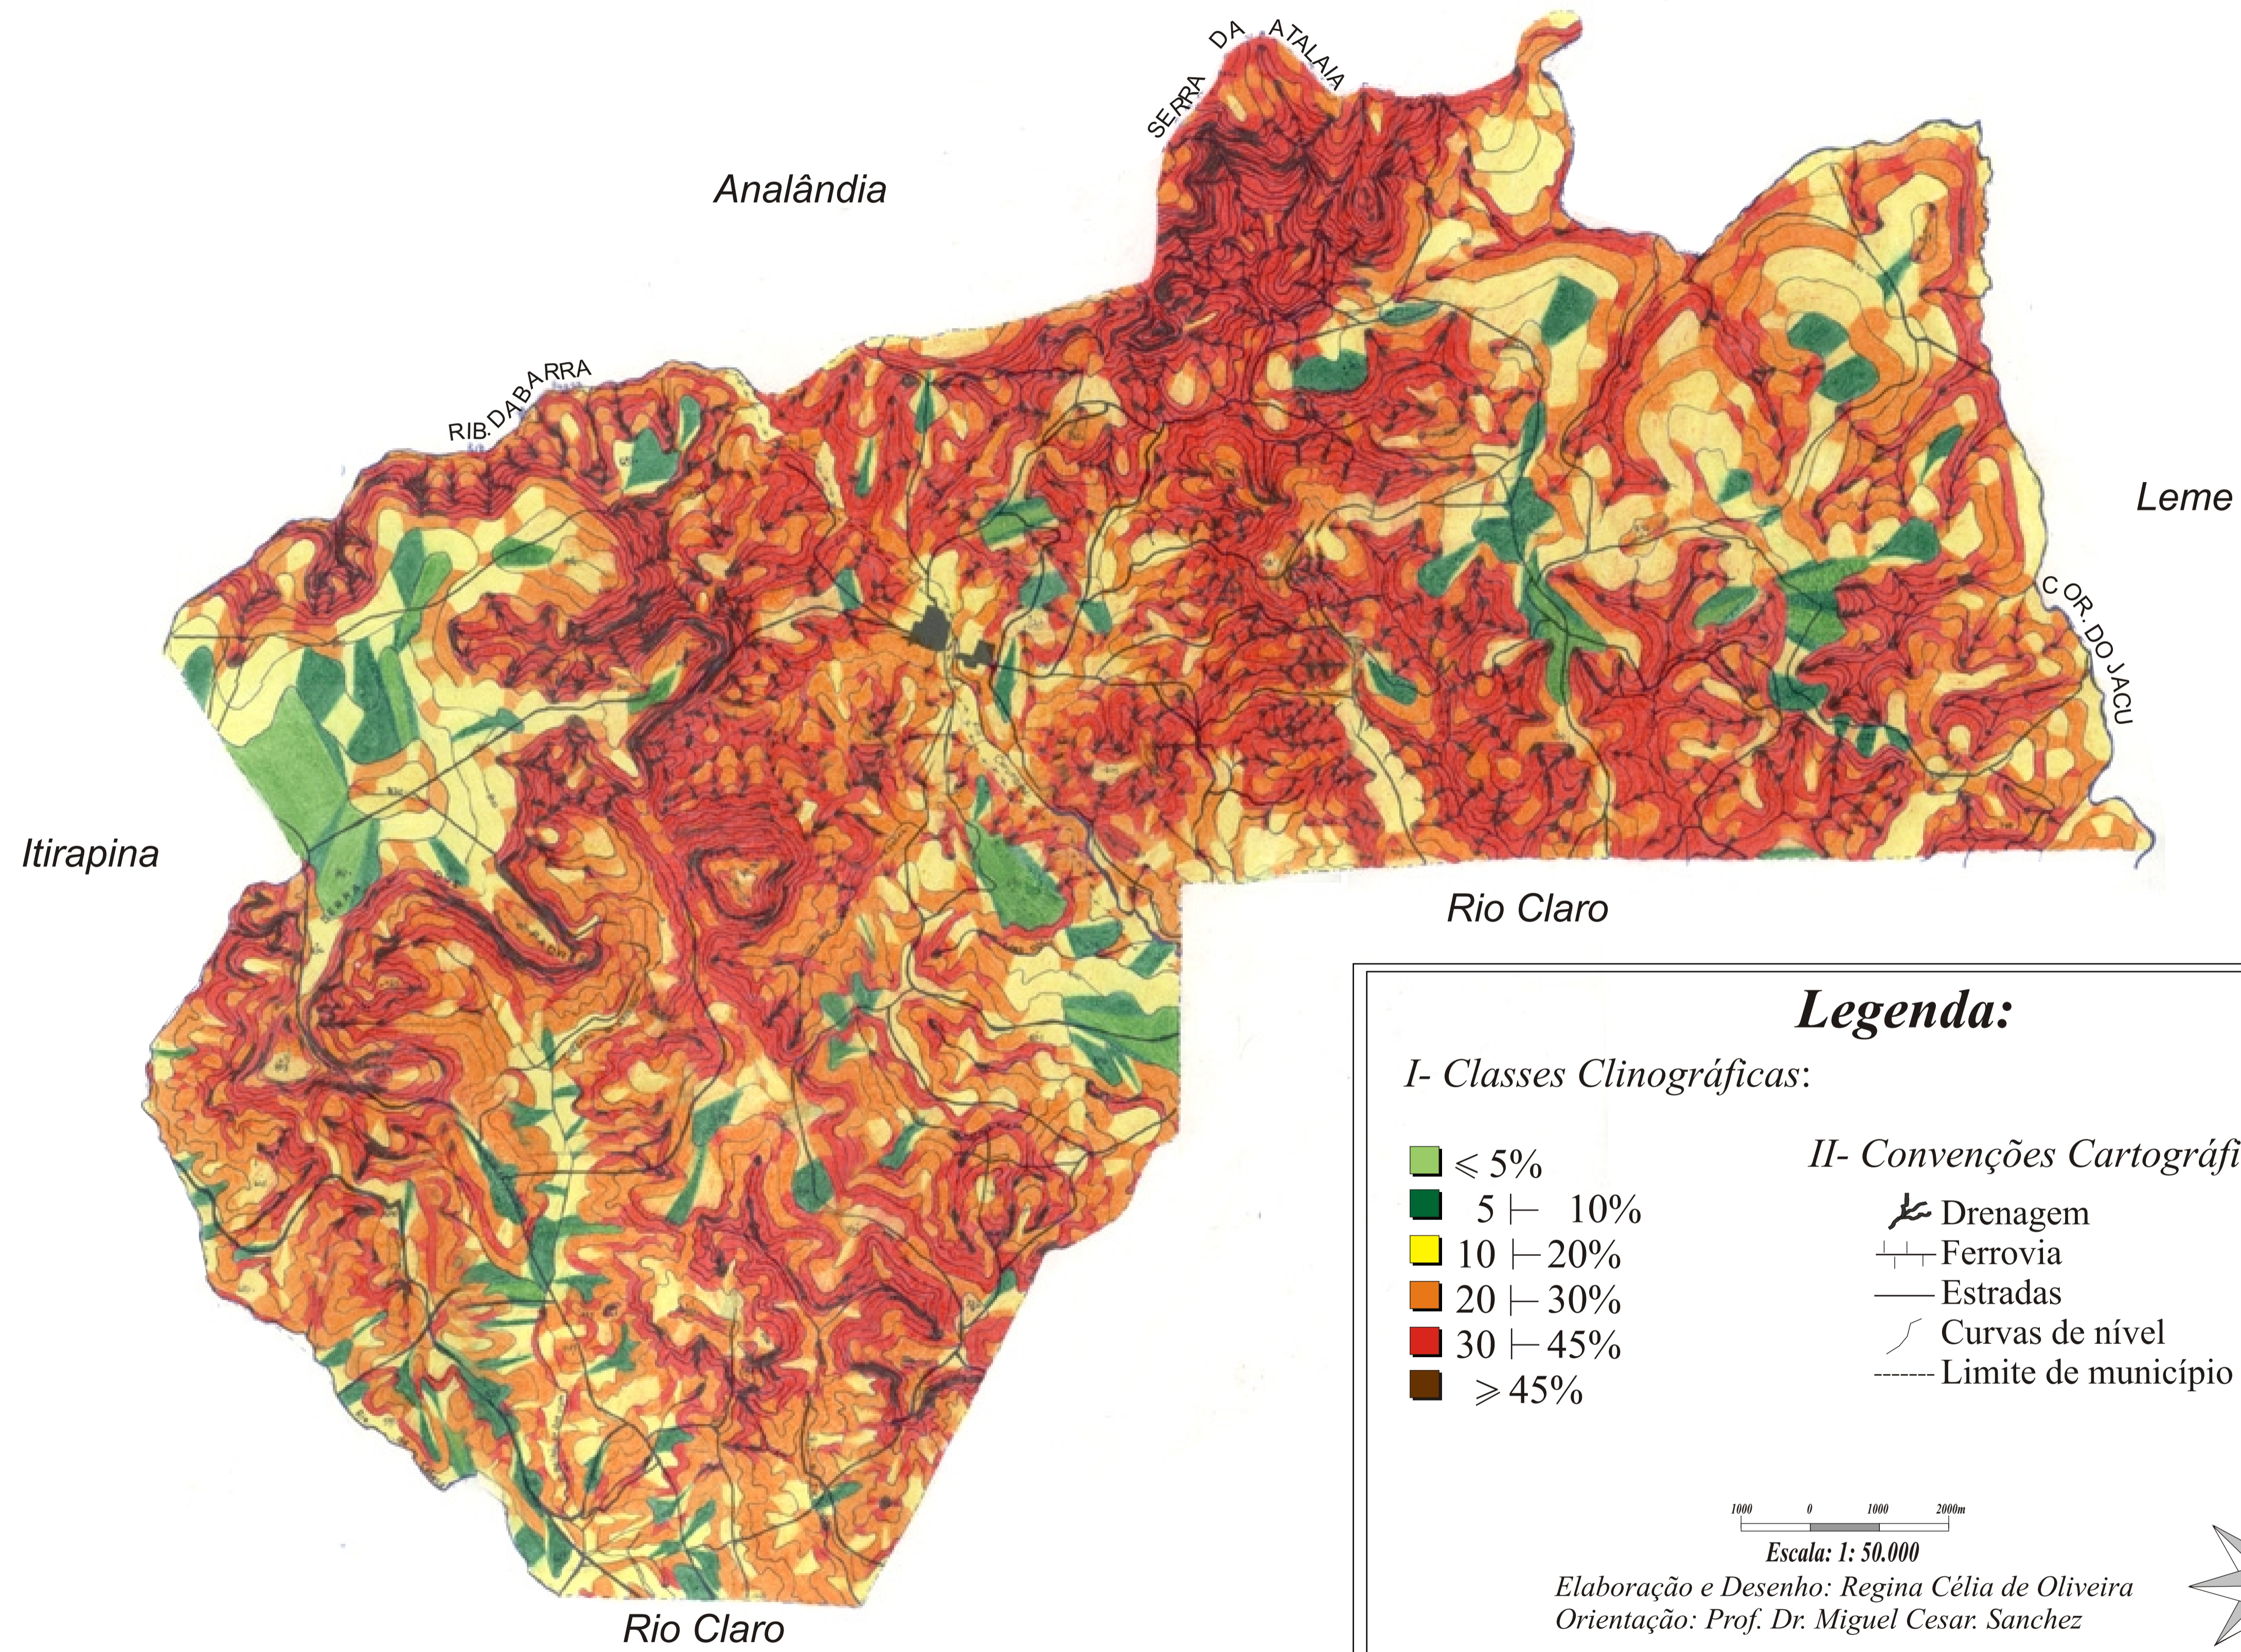 SERRA DA ATALAIA
Analândia
RIB. DA BARRA
Leme
COR. DO JACU
Itirapina
Rio Claro
SERRA
Legenda:
I- Classes Clinográficas:
⩽ 5%
5 ⊢ 10%
10 ⊢ 20%
20 ⊢ 30%
30 ⊢ 45%
⩾ 45%
II- Convenções Cartográfi
Drenagem
Ferrovia
Estradas
Curvas de nível
Limite de município
1000 0 1000 2000m
Escala: 1: 50.000
Elaboração e Desenho: Regina Célia de Oliveira
Orientação: Prof. Dr. Miguel Cesar. Sanchez
Rio Claro